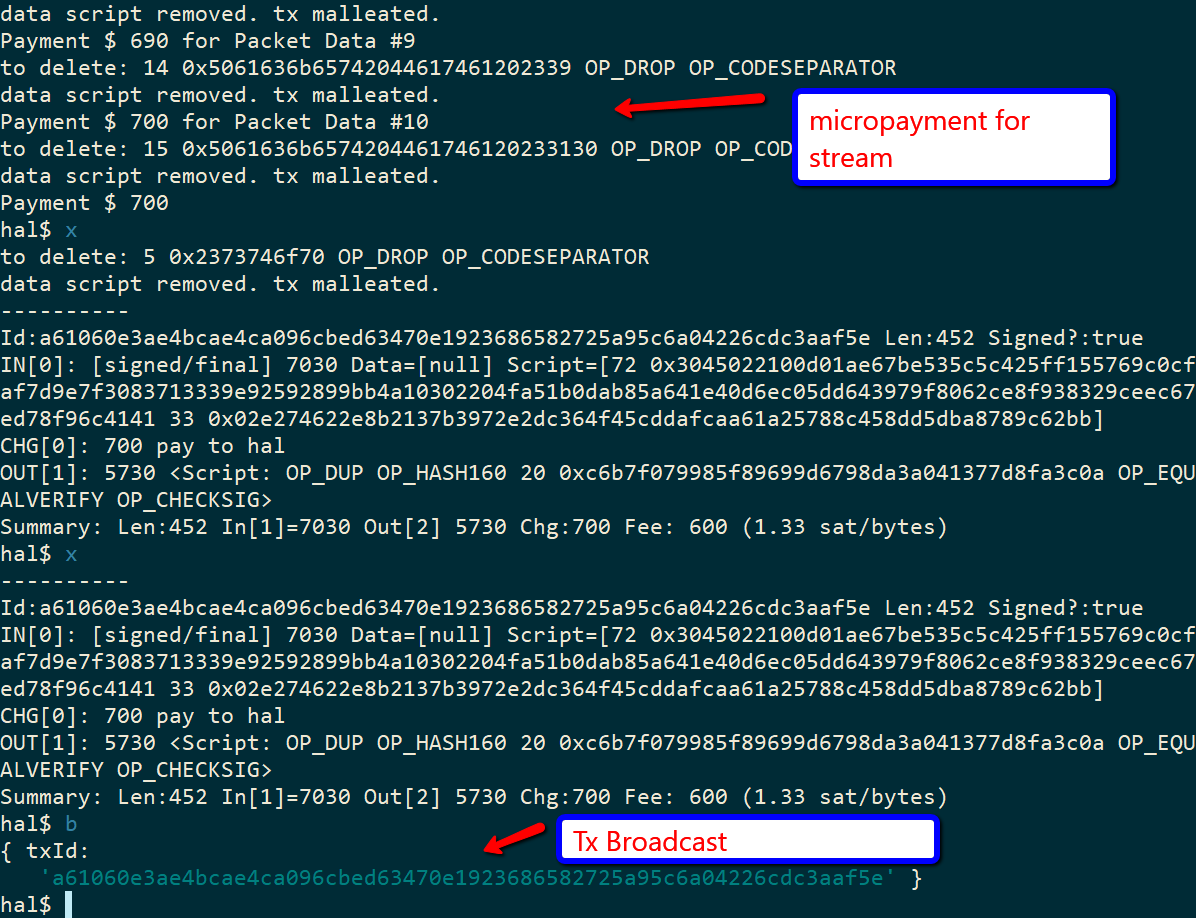 data script removed. tx malleated.
Payment $ 690 for Packet Data #9
to delete: 14 0x5061636b65742044617461202339 OP_DROP OP_CODESEPARATOR
data script removed. tx malleated.
Payment $ 700 for Packet Data #10
to delete: 15 0x5061636b6574204461746120233130 OP_DROP OP_COD
micropayment for
stream
data script removed. tx malleated.
Payment $ 700
hal$ x
to delete: 5 0x2373746f70 OP_DROP OP_CODESEPARATOR
data script removed. tx malleated.
----------
Id:a61060e3ae4bcae4ca096cbed63470e1923686582725a95c6a04226cdc3aaf5e Len:452 Signed?:true
IN[0]: [signed/final] 7030 Data=[null] Script=[72 0x3045022100d01ae67be535c5c425ff155769c0cf
af7d9e7f3083713339e92592899bb4a10302204fa51b0dab85a641e40d6ec05dd643979f8062ce8f938329ceec67
ed78f96c4141 33 0x02e274622e8b2137b3972e2dc364f45cddafcaa61a25788c458dd5dba8789c62bb]
CHG[0]: 700 pay to hal
OUT[1]: 5730 <Script: OP_DUP OP_HASH160 20 0xc6b7f079985f89699d6798da3a041377d8fa3c0a OP_EQU
ALVERIFY OP_CHECKSIG>
Summary: Len:452 In[1]=7030 Out[2] 5730 Chg:700 Fee: 600 (1.33 sat/bytes)
hal$ x
----------
Id:a61060e3ae4bcae4ca096cbed63470e1923686582725a95c6a04226cdc3aaf5e Len:452 Signed?:true
IN[0]: [signed/final] 7030 Data=[null] Script=[72 0x3045022100d01ae67be535c5c425ff155769c0cf
af7d9e7f3083713339e92592899bb4a10302204fa51b0dab85a641e40d6ec05dd643979f8062ce8f938329ceec67
ed78f96c4141 33 0x02e274622e8b2137b3972e2dc364f45cddafcaa61a25788c458dd5dba8789c62bb]
CHG[0]: 700 pay to hal
OUT[1]: 5730 <Script: OP_DUP OP_HASH160 20 0xc6b7f079985f89699d6798da3a041377d8fa3c0a OP_EQU
ALVERIFY OP_CHECKSIG>
Summary: Len:452 In[1]=7030 Out[2] 5730 Chg:700 Fee: 600 (1.33 sat/bytes)
hal$ b
Tx Broadcast
{ txId:
'a61060e3ae4bcae4ca096cbed63470e1923686582725a95c6a04226cdc3aaf5e' }
hal$